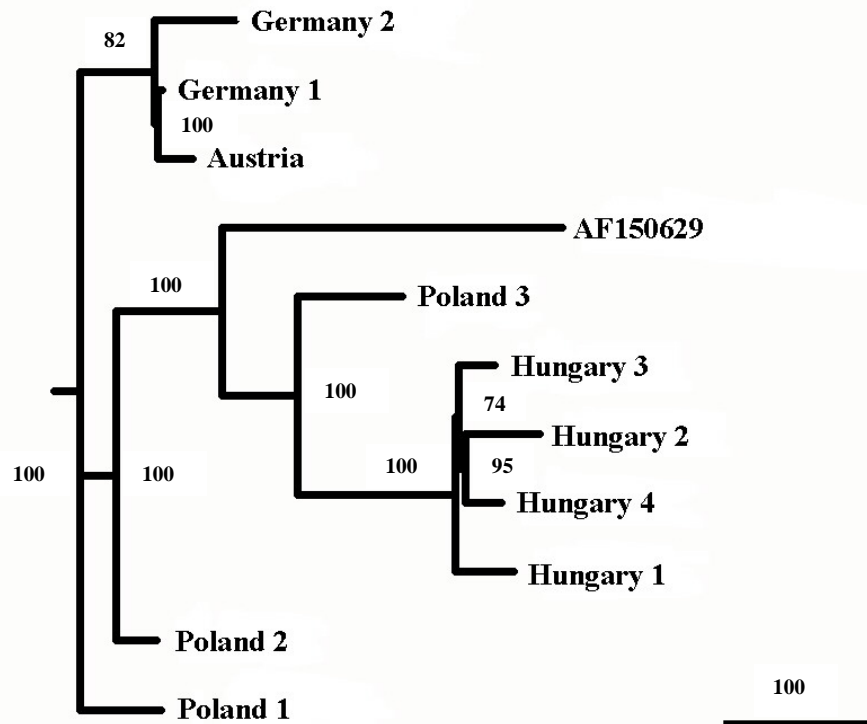 Germany 2
82
Germany 1
100
Austria
AF150629
100
Poland 3
Hungary 3
100
74
Hungary 2
100
95
100
100
Hungary 4
Hungary 1
Poland 2
100
Poland 1